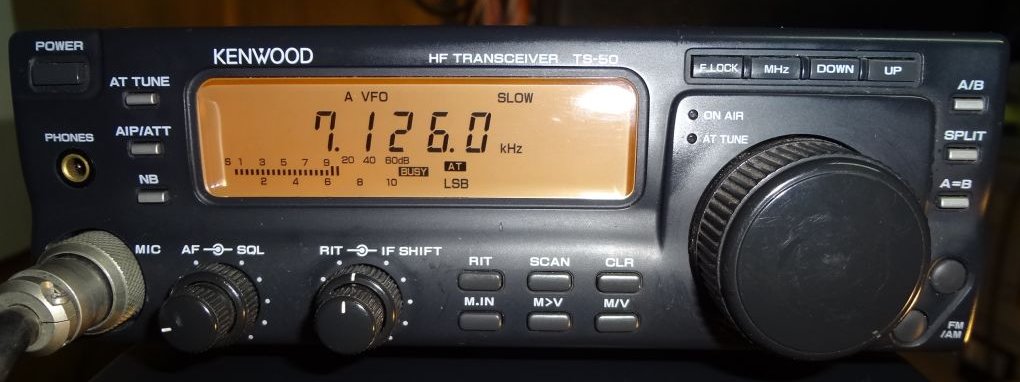 POWER
KENWOOD
HF TRANSCEIVER TS-50
F.LOCK MHz DOWN UP
AT TUNE
A VFO SLOW
A/B
ON AIR
AIP/ATT
7.126.0 kHz
PHONES
AT TUNE
SPLIT
S 1 3 5 7 9 20 40 60dB
BUSY AT
2 4 6 8 10 LSB
NB
A=B
MIC
AF SQL
RIT IF SHIFT
RIT SCAN CLR
M.IN M>V M/V
FM
/AM